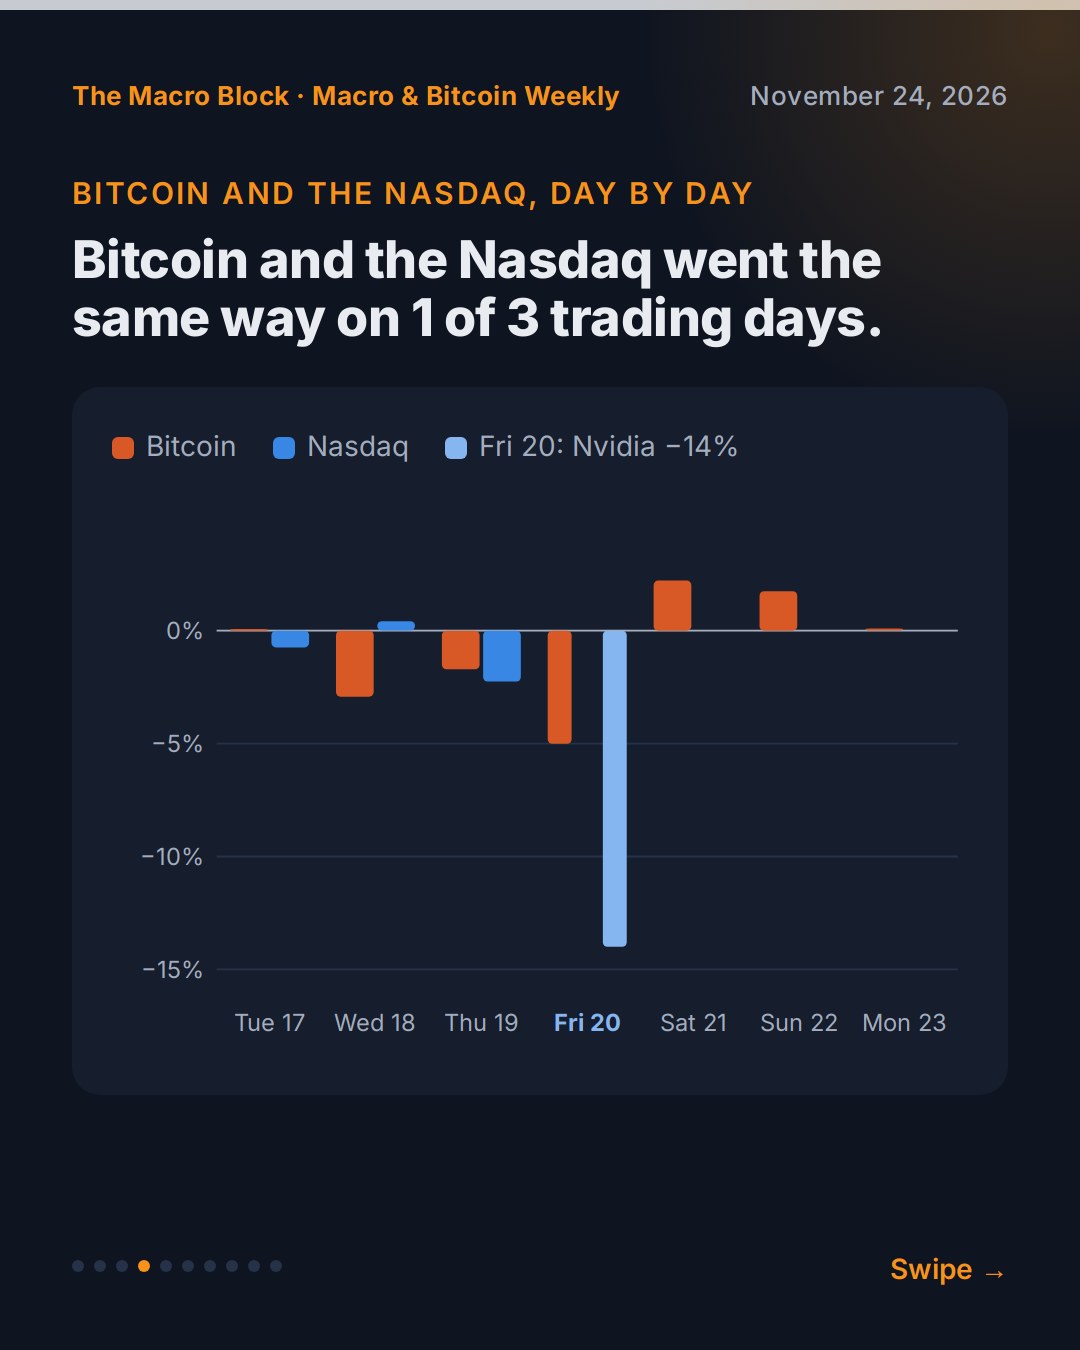 The Macro Block · Macro & Bitcoin Weekly
November 24, 2026
BITCOIN AND THE NASDAQ, DAY BY DAY
Bitcoin and the Nasdaq went the
same way on 1 of 3 trading days.
Bitcoin
Nasdaq
Fri 20: Nvidia −14%
0%
−5%
−10%
−15%
Tue 17
Wed 18
Thu 19
Fri 20
Sat 21
Sun 22
Mon 23
Swipe →